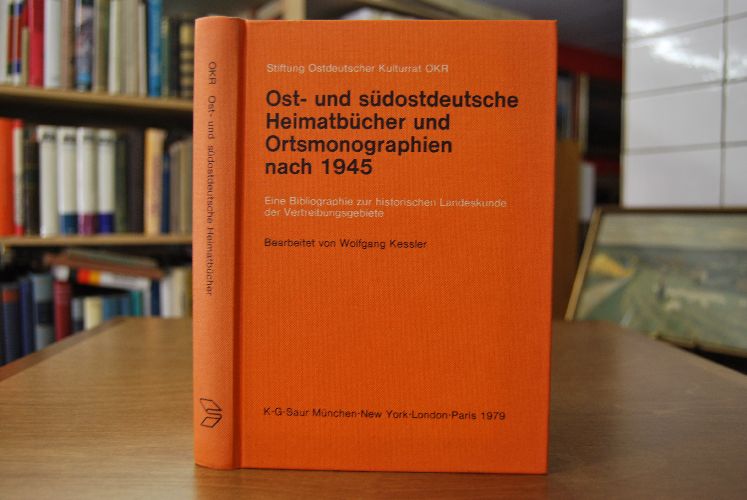 Stiftung Ostdeutscher Kulturrat OKR
Ost- und südostdeutsche
Heimatbücher und
Ortsmonographien
nach 1945
Eine Bibliographie zur historischen Landeskunde
der Vertreibungsgebiete
Bearbeitet von Wolfgang Kessler
K·G·Saur München·New York·London·Paris 1979
OKR Ost- und südostdeutsche Heimatbücher